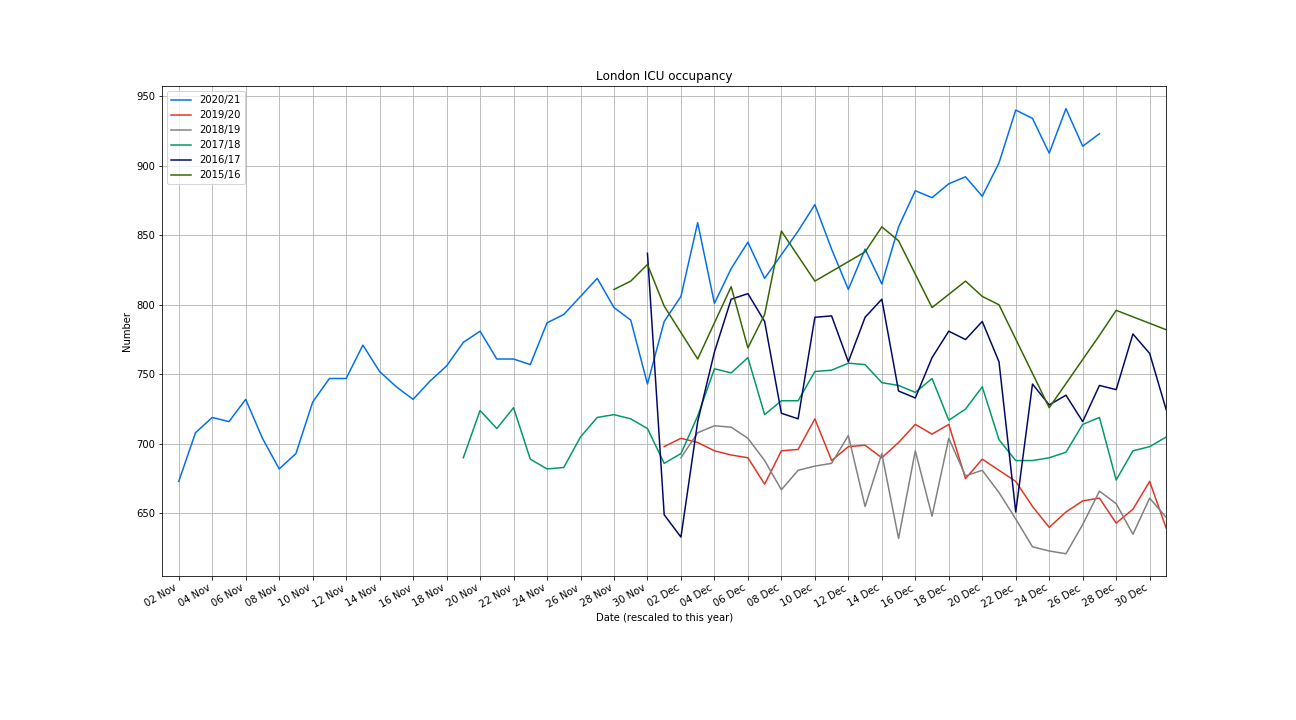 London ICU occupancy
950
900
850
800
750
700
650
Number
2020/21
2019/20
2018/19
2017/18
2016/17
2015/16
02 Nov
04 Nov
06 Nov
08 Nov
10 Nov
12 Nov
14 Nov
16 Nov
18 Nov
20 Nov
22 Nov
24 Nov
26 Nov
28 Nov
30 Nov
02 Dec
04 Dec
06 Dec
08 Dec
10 Dec
12 Dec
14 Dec
16 Dec
18 Dec
20 Dec
22 Dec
24 Dec
26 Dec
28 Dec
30 Dec
Date (rescaled to this year)